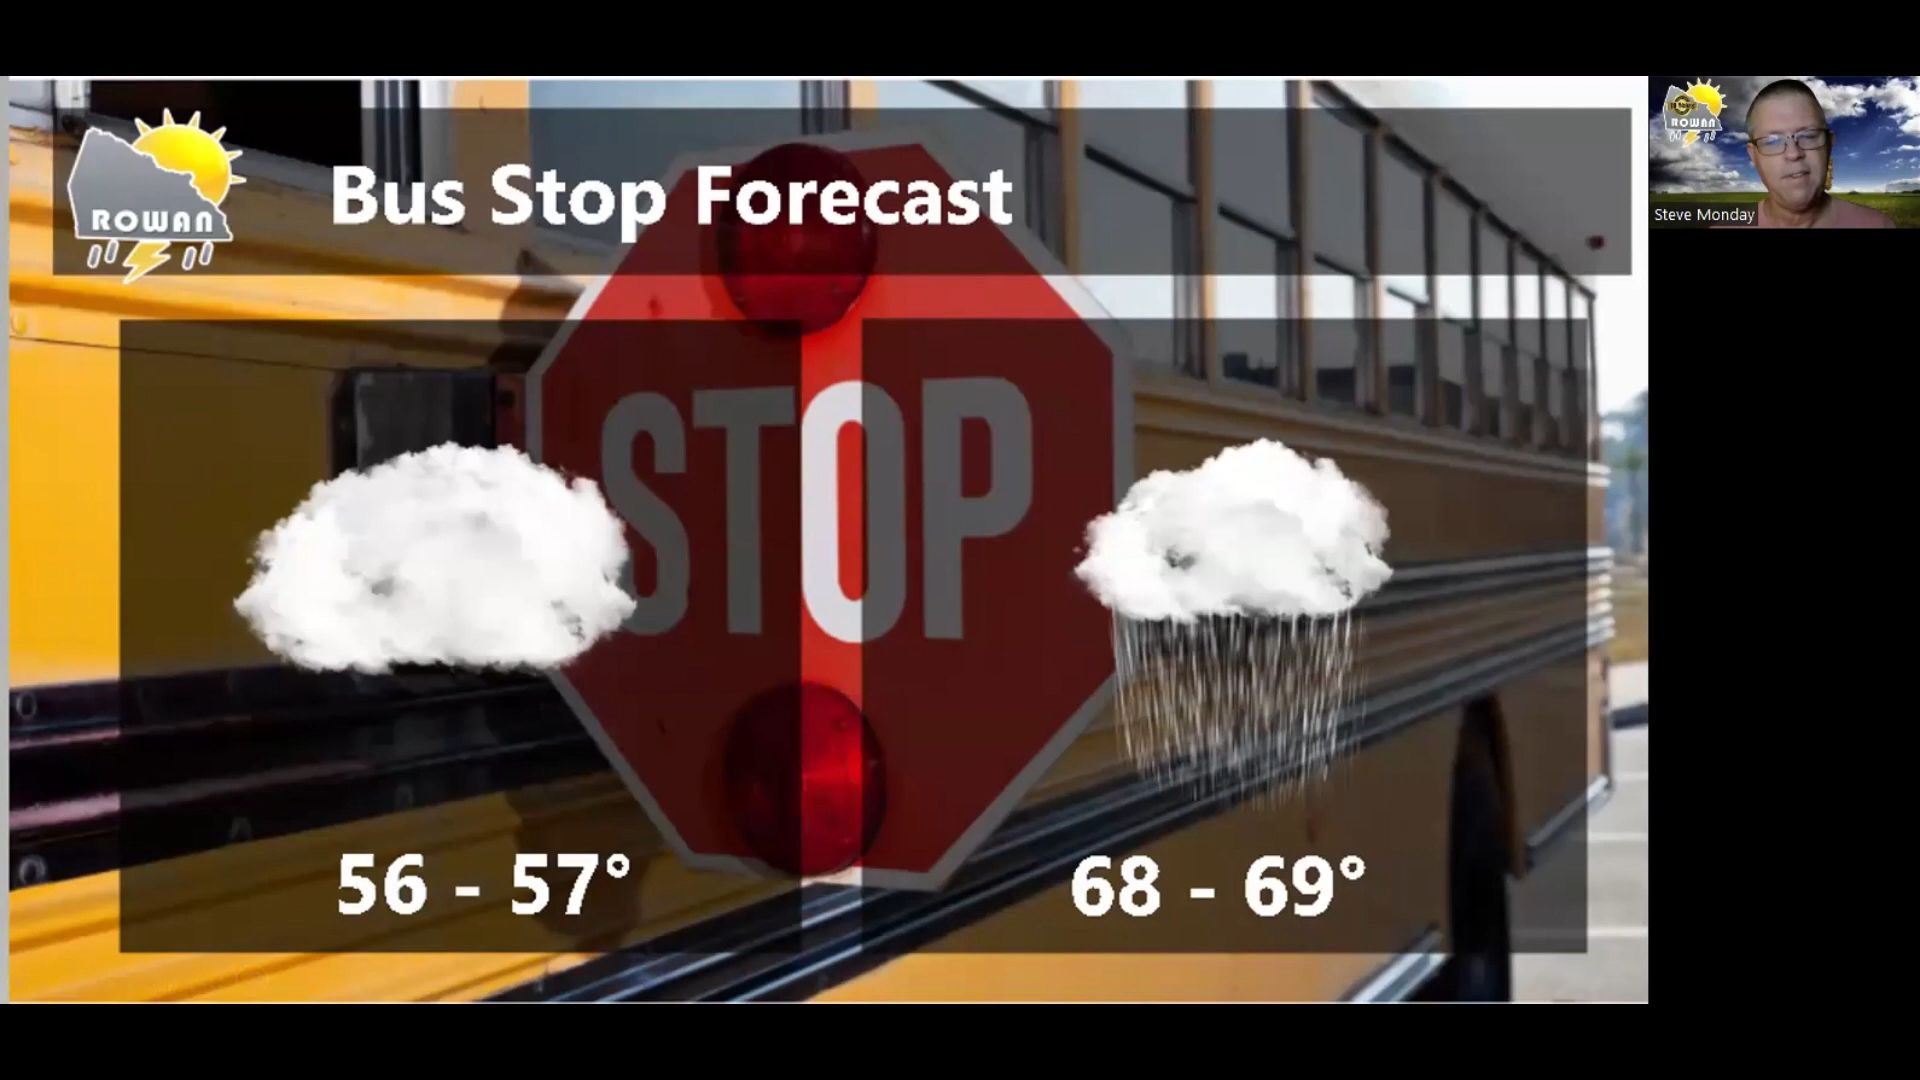 ROWAN
Bus Stop Forecast
STOP
56 - 57°
68 - 69°
ROWAN
Steve Monday